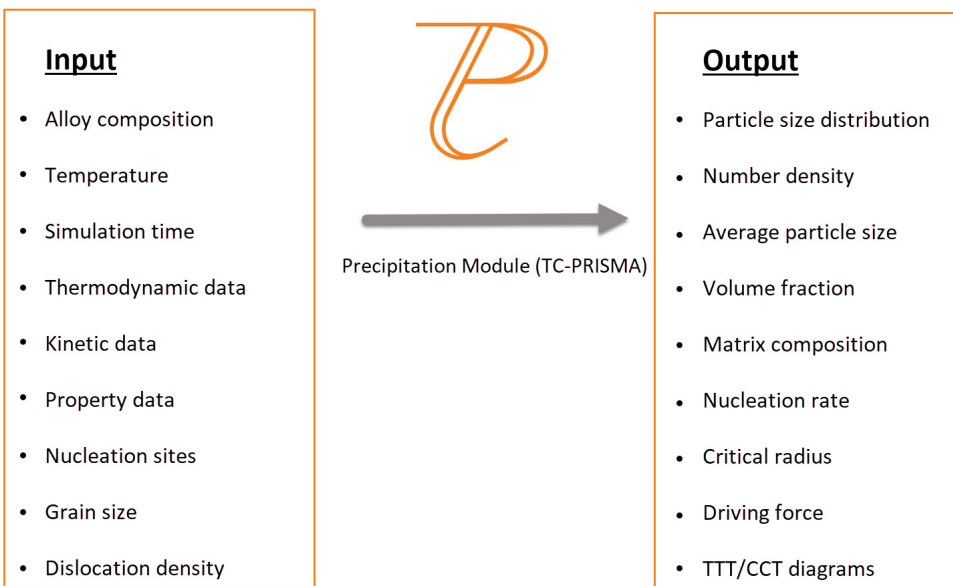 Input
• Alloy composition
• Temperature
• Simulation time
• Thermodynamic data
• Kinetic data
• Property data
• Nucleation sites
• Grain size
• Dislocation density
Precipitation Module (TC-PRISMA)
Output
• Particle size distribution
• Number density
• Average particle size
• Volume fraction
• Matrix composition
• Nucleation rate
• Critical radius
• Driving force
• TTT/CCT diagrams